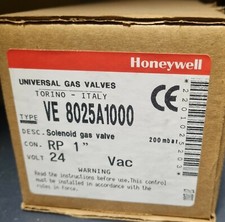 Honeywell
UNIVERSAL GAS VALVES
TORINO - ITALY
TYPE VE 8025A1000
DESC. Solenoid gas valve
200 mbar
CON. RP 1"
VOLT 24 Vac
WARNING
Read the instructions before use. This control
must be installed in accordance with the
rules in force.